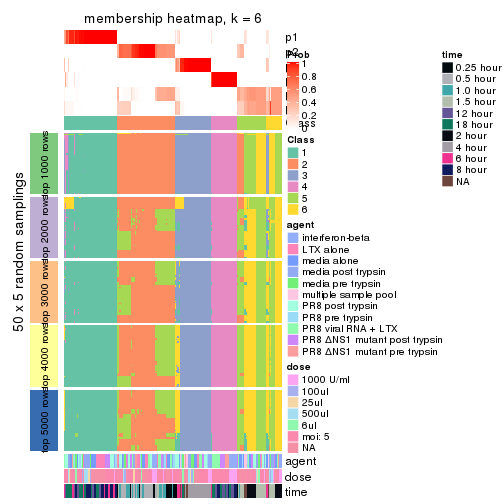 membership heatmap, k = 6
p1
p2
Prob
1
0.8
0.6
0.4
0.2
0
Class
1
2
3
4
5
6
agent
interferon-beta
LTX alone
media alone
media post trypsin
media pre trypsin
multiple sample pool
PR8 post trypsin
PR8 pre trypsin
PR8 viral RNA + LTX
PR8 ΔNS1 mutant post trypsin
PR8 ΔNS1 mutant pre trypsin
dose
1000 U/ml
100ul
25ul
500ul
6ul
moi: 5
NA
time
0.25 hour
0.5 hour
1.0 hour
1.5 hour
12 hour
18 hour
2 hour
4 hour
6 hour
8 hour
NA
50 x 5 random samplings
top 1000 rows
top 2000 rows
top 3000 rows
top 4000 rows
top 5000 rows
agent
dose
time